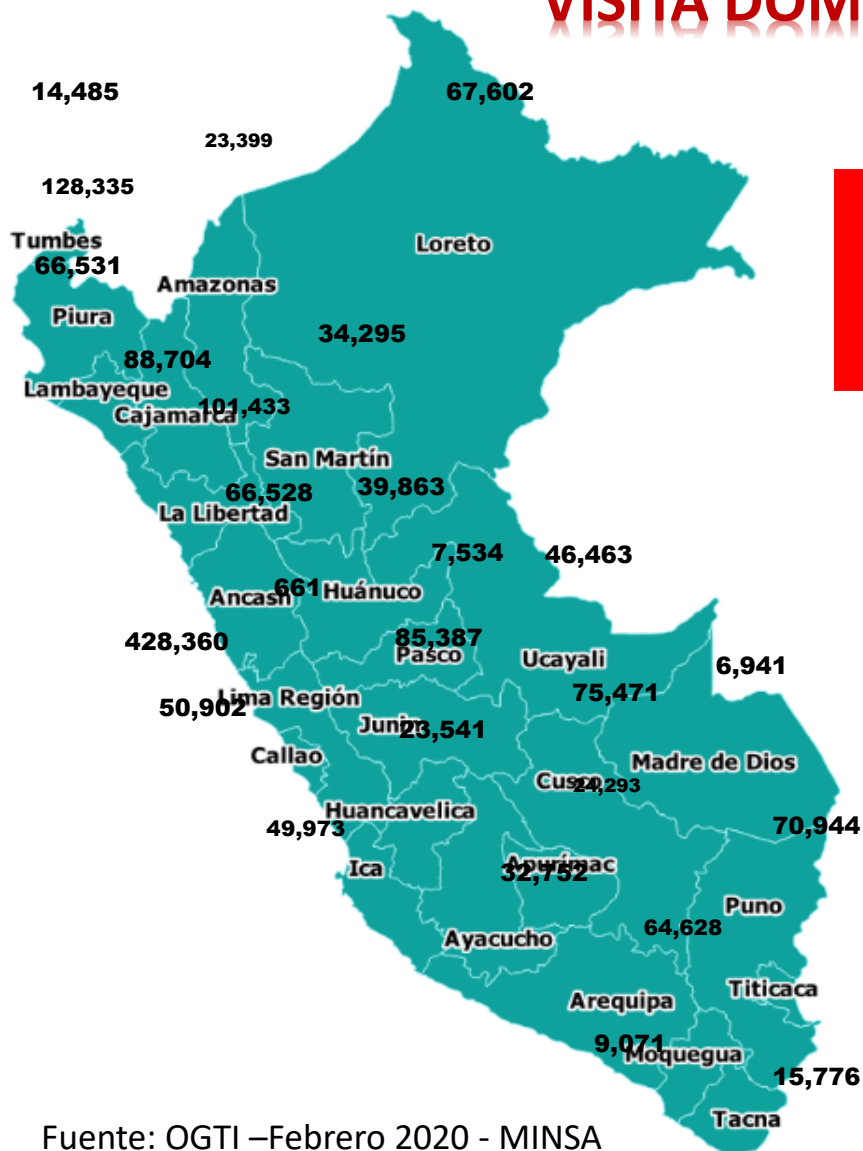 VISITA DOM
14,485
67,602
23,399
128,335
Tumbes
66,531
Loreto
Amazonas
Piura
34,295
88,704
Lambayeque
Cajamarca
101,433
San Martín
66,528
39,863
La Libertad
7,534
46,463
Ancash
661
Huánuco
428,360
85,387
Pasco
Ucayali
6,941
50,902
Lima Región
75,471
Junin
23,541
Callao
Madre de Dios
Cusco
24,293
Huancavelica
49,973
70,944
Ica
Apurímac
32,752
Puno
64,628
Ayacucho
Titicaca
Arequipa
9,071
Moquegua
15,776
Tacna
Fuente: OGTI –Febrero 2020 - MINSA